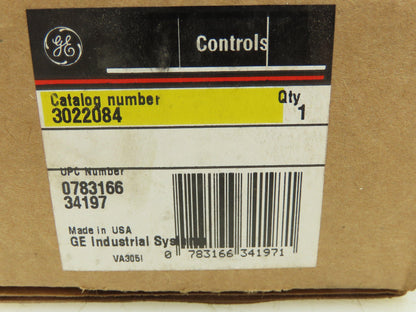 GE
Controls
Catalog number Qty
3022084 1
UPC Number
0783166
34197
Made in USA
GE Industrial Systems
VA305I
0 783166 341971